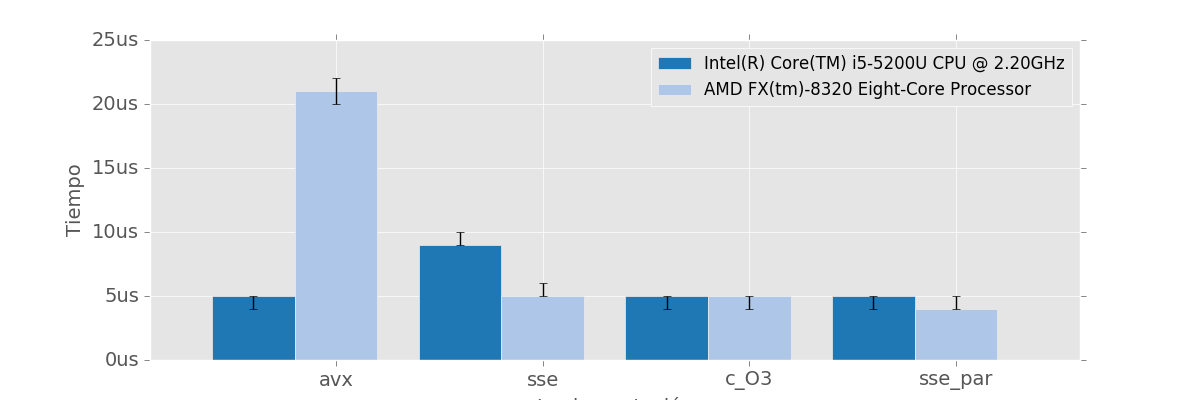 25us
20us
15us
10us
5us
0us
Tiempo
Intel(R) Core(TM) i5-5200U CPU @ 2.20GHz
AMD FX(tm)-8320 Eight-Core Processor
avx
sse
c_O3
sse_par